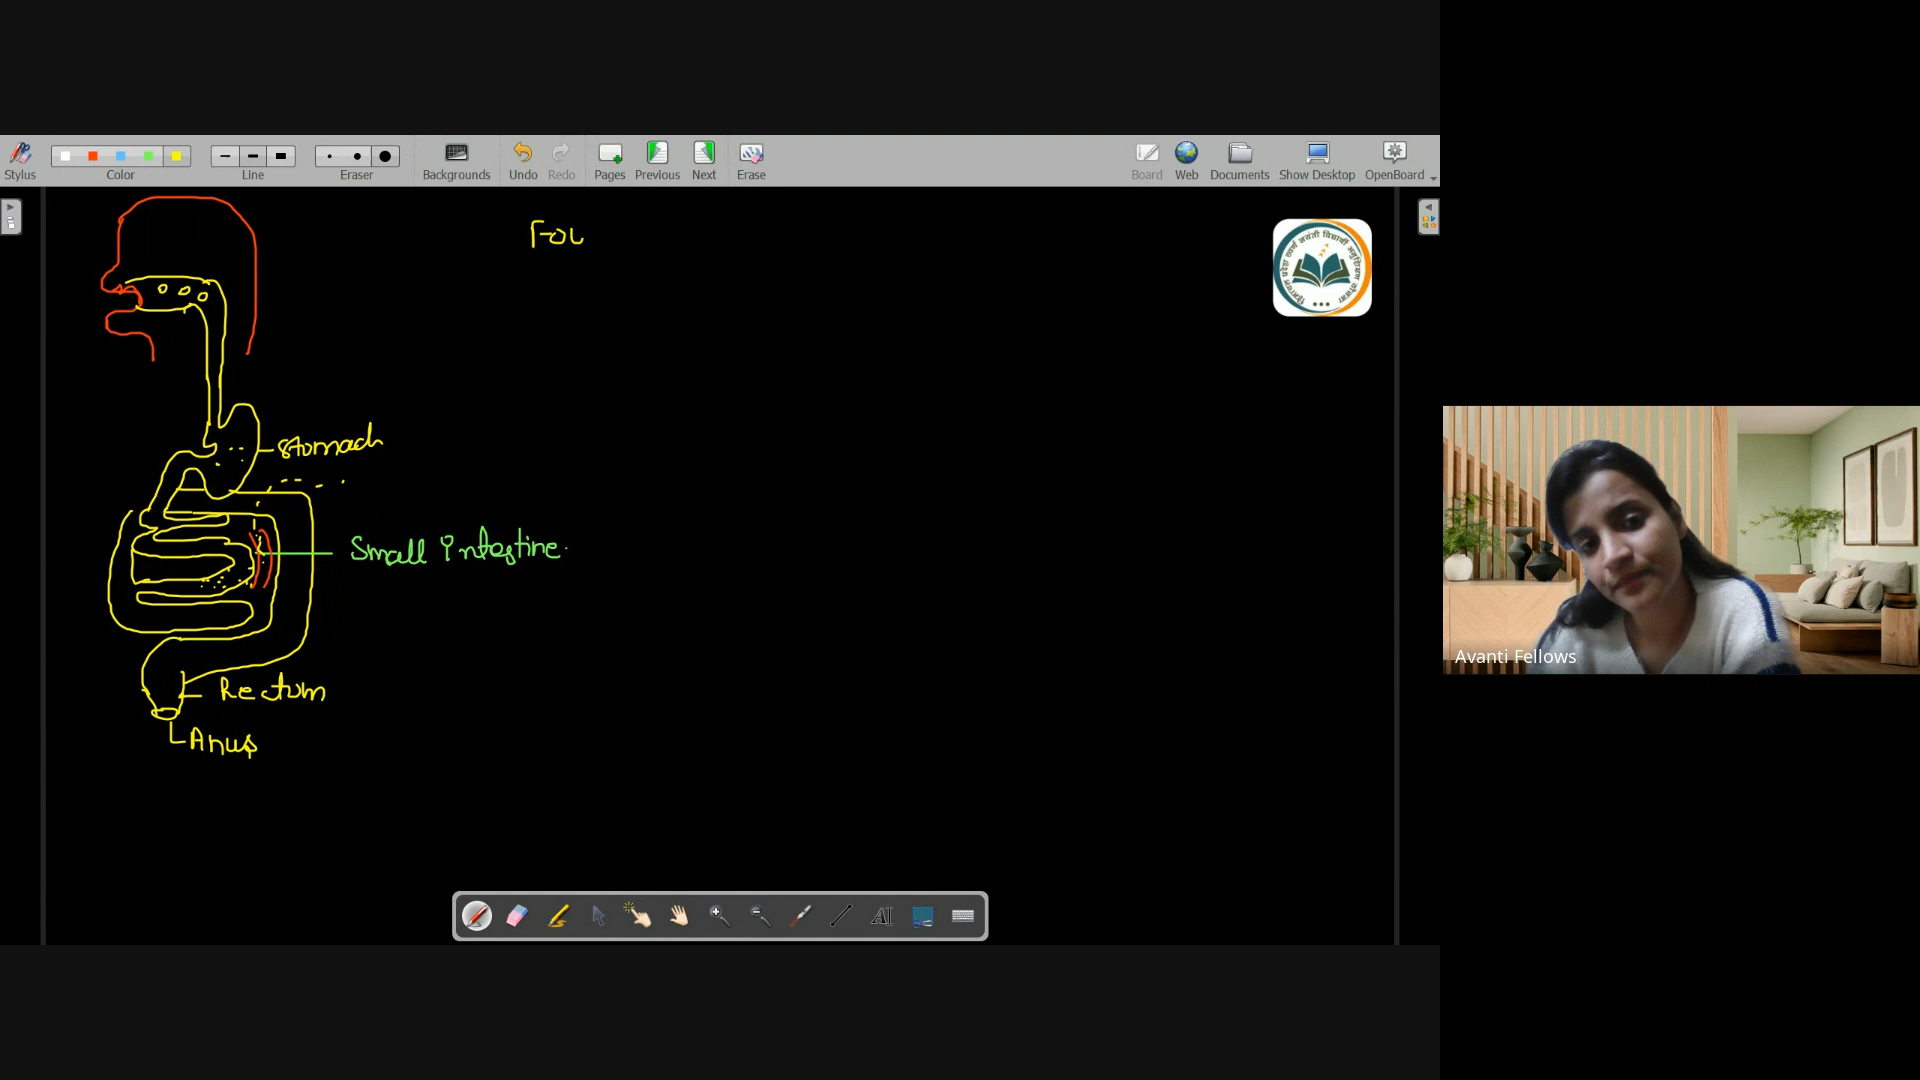 Stylus
Color
Line
Eraser
Backgrounds
Undo
Redo
Pages
Previous
Next
Erase
Board
Web
Documents
Show Desktop
OpenBoard
Fou
Stomach
Small intestine.
Rectum
Anus
Avanti Fellows